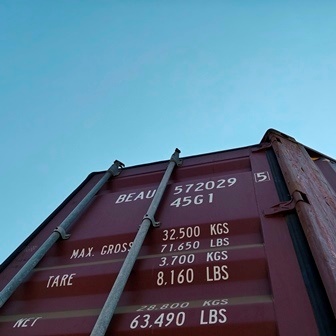 BEAU 572029 5
45G1
MAX. GROSS 32.500 KGS
71.650 LBS
TARE 3.700 KGS
8.160 LBS
NET 28.800 KGS
63.490 LBS